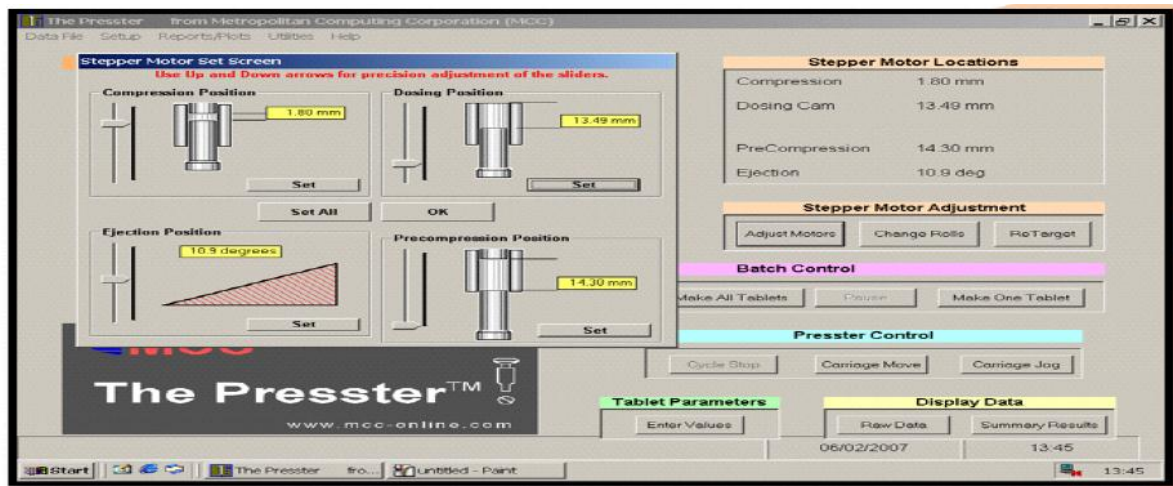 The Presster from Metropolitan Computing Corporation (MCC)
Data File Setup Reports/Plots Utilities Help
Stepper Motor Set Screen
Use Up and Down arrows for precision adjustment of the sliders.
Compression Position
1.80 mm
Set
Dosing Position
13.49 mm
Set
Set All
OK
Ejection Position
10.9 degrees
Set
Precompression Position
14.30 mm
Set
Stepper Motor Locations
Compression 1.80 mm
Dosing Cam 13.49 mm
PreCompression 14.30 mm
Ejection 10.9 deg
Stepper Motor Adjustment
Adjust Motors Change Rolls ReTarget
Batch Control
Make All Tablets Pause Make One Tablet
Presster Control
Cycle Stop Carriage Move Carriage Jog
MCC
The Presster™
www.mcc-online.com
Tablet Parameters
Enter Values
Display Data
Raw Data Summary Results
06/02/2007 13:45
Start The Presster fro... untitled - Paint 13:45